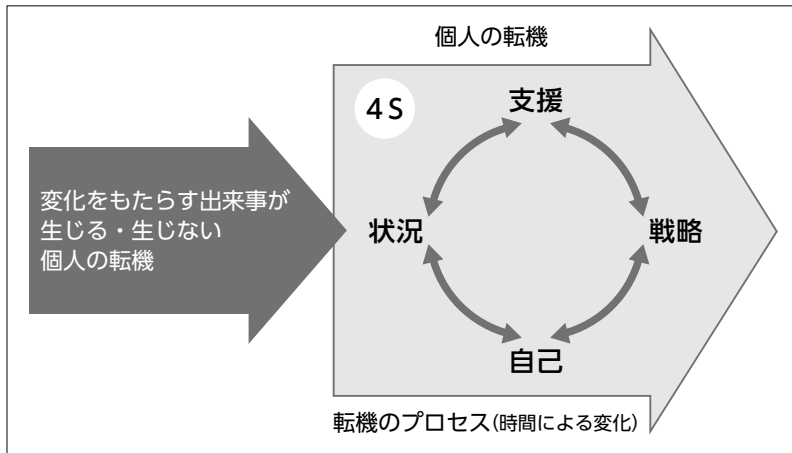 個人の転機
4S
支援
変化をもたらす出来事が
生じる・生じない
個人の転機
状況
戦略
自己
転機のプロセス(時間による変化)